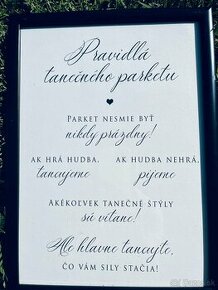 Pravidlá
tanečného parketu
PARKET NESMIE BYŤ
nikdy prázdny!
AK HRÁ HUDBA,
tancujeme
AK HUDBA NEHRÁ,
pijeme
AKÉKOĽVEK TANEČNÉ ŠTÝLY
sú vítané!
Ale hlavne tancujte,
ČO VÁM SILY STAČIA!